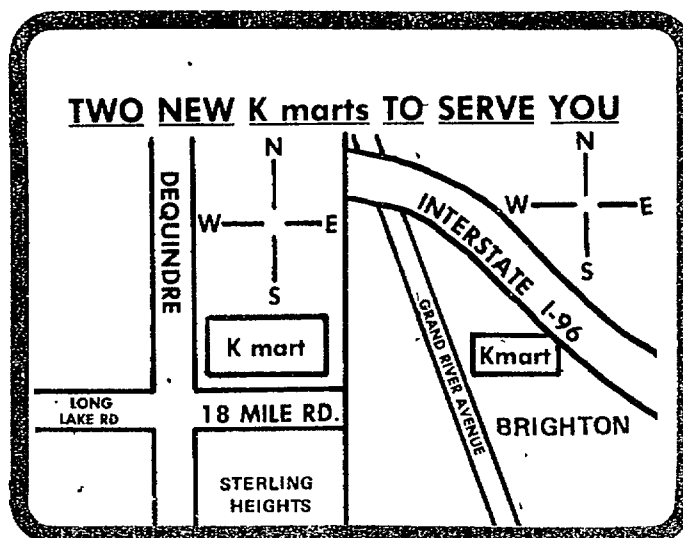 TWO NEW K marts TO SERVE YOU
DEQUINDRE
N
W E
S
K mart
LONG
LAKE RD
18 MILE RD.
STERLING
HEIGHTS
N
W E
S
INTERSTATE I-96
GRAND RIVER AVENUE
Kmart
BRIGHTON